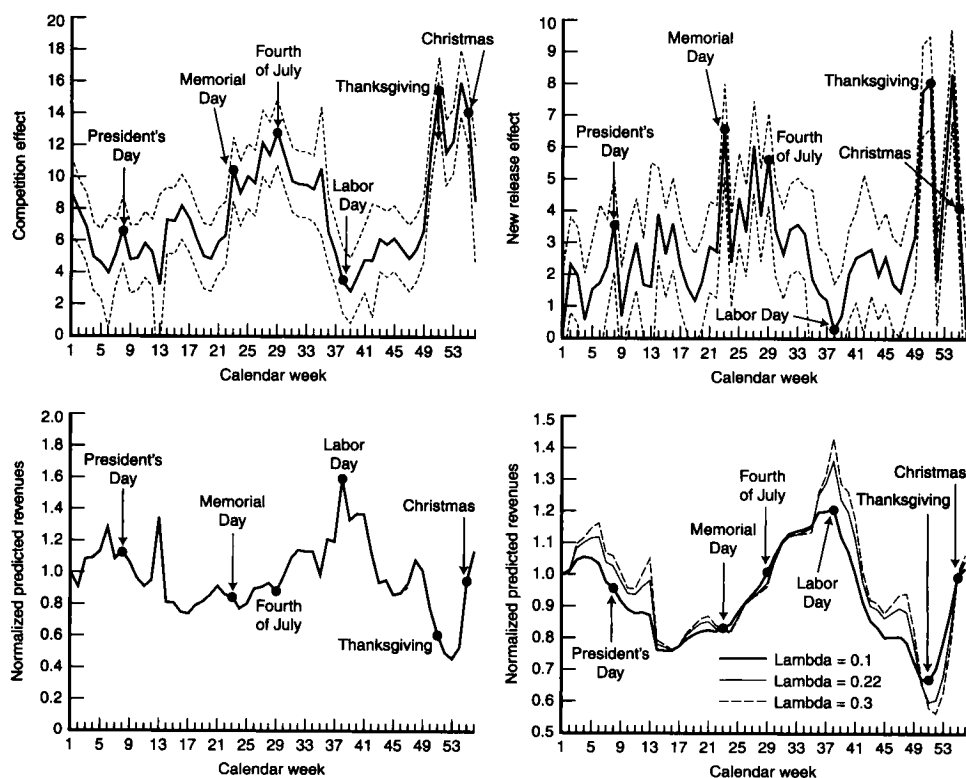 20
18
16
14
12
10
8
6
4
2
0
Competition effect
President's
Day
Memorial
Day
Fourth
of July
Labor
Day
Thanksgiving
Christmas
1 5 9 13 17 21 23 29 33 37 41 45 49 53
Calendar week
10
9
8
7
6
5
4
3
2
1
0
New release effect
President's
Day
Memorial
Day
Fourth
of July
Labor Day
Thanksgiving
Christmas
1 5 9 13 17 21 23 29 33 37 41 45 49 53
Calendar week
2.0
1.8
1.6
1.4
1.2
1.0
0.8
0.6
0.4
0.2
0
Normalized predicted revenues
President's
Day
Memorial
Day
Fourth
of July
Labor
Day
Thanksgiving
Christmas
1 5 9 13 17 21 23 29 33 37 41 45 49 53
Calendar week
1.5
1.4
1.3
1.2
1.1
1.0
0.9
0.8
0.7
0.6
0.5
Normalized predicted revenues
President's
Day
Memorial
Day
Fourth
of July
Labor
Day
Thanksgiving
Christmas
Lambda = 0.1
Lambda = 0.22
Lambda = 0.3
1 5 9 13 17 21 23 29 33 37 41 45 49 53
Calendar week